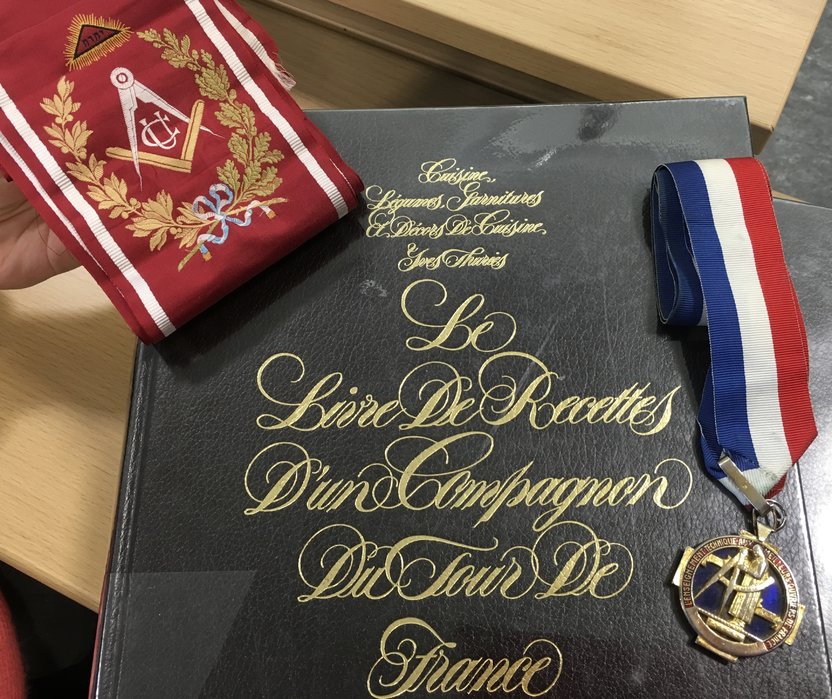 UC
Cuisine,
Légumes, Garnitures
Et Décors De Cuisine,
Yves Thuriès
Le
Livre De Recettes
D'un Compagnon
Du Tour De
France